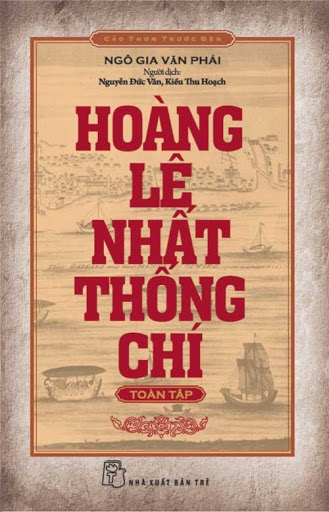 CẢO THƠM TRƯỚC ĐÈN
NGÔ GIA VĂN PHÁI
Người dịch:
Nguyễn Đức Vân, Kiều Thu Hoạch
HOÀNG
LÊ
NHẤT
THỐNG
CHÍ
TOÀN TẬP
NHÀ XUẤT BẢN TRẺ